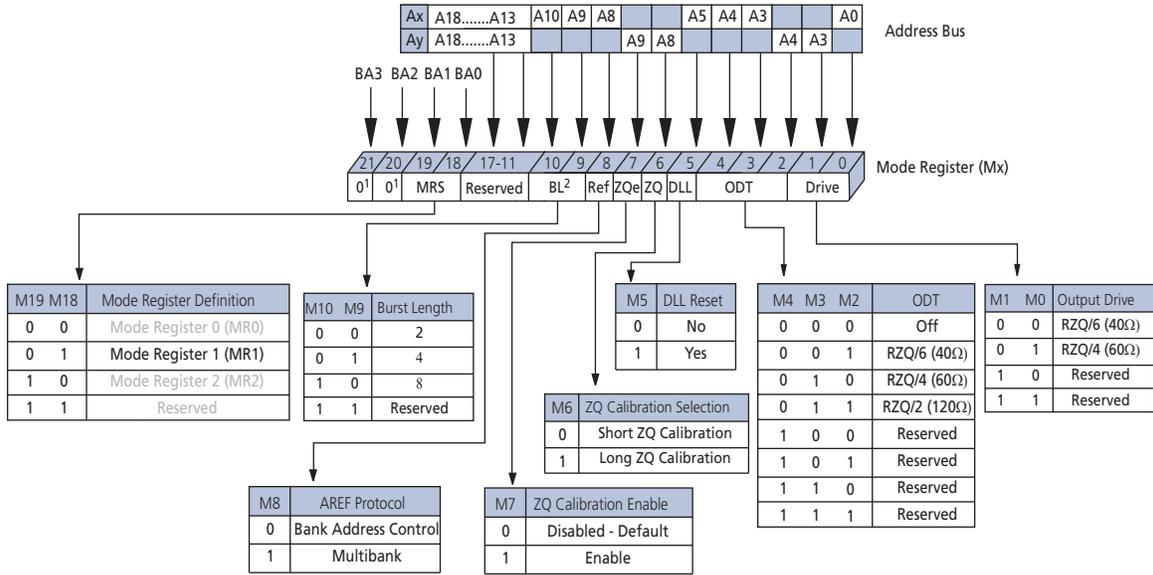 Ax A18.......A13 A10 A9 A8 A5 A4 A3 A0
Ay A18.......A13 A9 A8 A4 A3
Address Bus
BA3 BA2 BA1 BA0
21 20 19 18 17-11 10 9 8 7 6 5 4 3 2 1 0
Mode Register (Mx)
0¹ 0¹ MRS Reserved BL² Ref ZQe ZQ DLL ODT Drive
M19 M18 Mode Register Definition
0 0 Mode Register 0 (MR0)
0 1 Mode Register 1 (MR1)
1 0 Mode Register 2 (MR2)
1 1 Reserved
M10 M9 Burst Length
0 0 2
0 1 4
1 0 8
1 1 Reserved
M5 DLL Reset
0 No
1 Yes
M4 M3 M2 ODT
0 0 0 Off
0 0 1 RZQ/6 (40Ω)
0 1 0 RZQ/4 (60Ω)
0 1 1 RZQ/2 (120Ω)
1 0 0 Reserved
1 0 1 Reserved
1 1 0 Reserved
1 1 1 Reserved
M1 M0 Output Drive
0 0 RZQ/6 (40Ω)
0 1 RZQ/4 (60Ω)
1 0 Reserved
1 1 Reserved
M6 ZQ Calibration Selection
0 Short ZQ Calibration
1 Long ZQ Calibration
M8 AREF Protocol
0 Bank Address Control
1 Multibank
M7 ZQ Calibration Enable
0 Disabled - Default
1 Enable